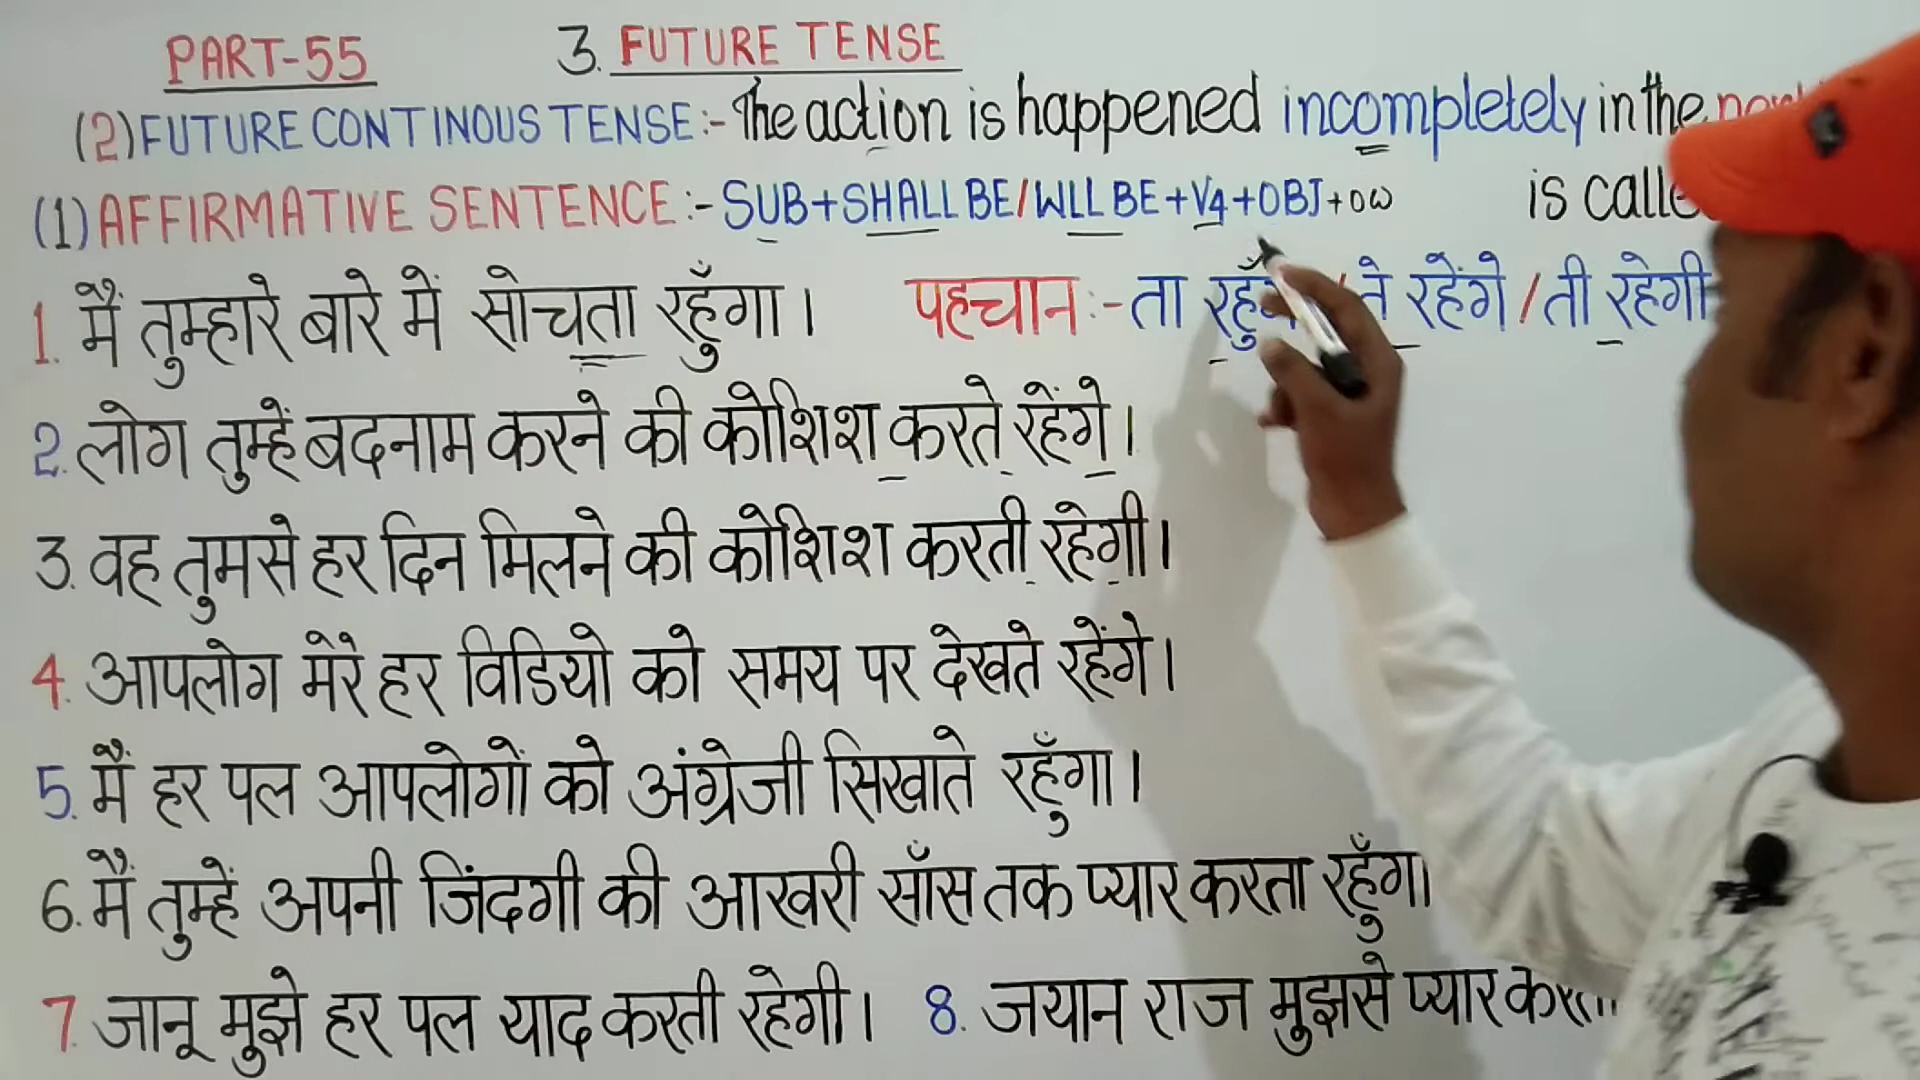 PART-55 3. FUTURE TENSE
(2) FUTURE CONTINOUS TENSE:- The action is happened incompletely in the
(1) AFFIRMATIVE SENTENCE:- SUB+SHALL BE/WLL BE+V4+OBJ+OW is
1. मैं तुम्हारे बारे में सोचता रहुँगा। पहचान:- ता / ते रहेंगे / ती रहेगी
2. लोग तुम्हें बदनाम करने की कोशिश करते रहेंगे।
3. वह तुमसे हर दिन मिलने की कोशिश करती रहेगी।
4. आपलोग मेरे हर विडियो को समय पर देखते रहेंगे।
5. मैं हर पल आपलोगों को अंग्रेजी सिखाते रहुँगा।
6. मैं तुम्हें अपनी जिंदगी की आखरी साँस तक प्यार करता रहुँगा
7. जानू मुझे हर पल याद करती रहेगी। 8. जयान राज मुझसे प्यार